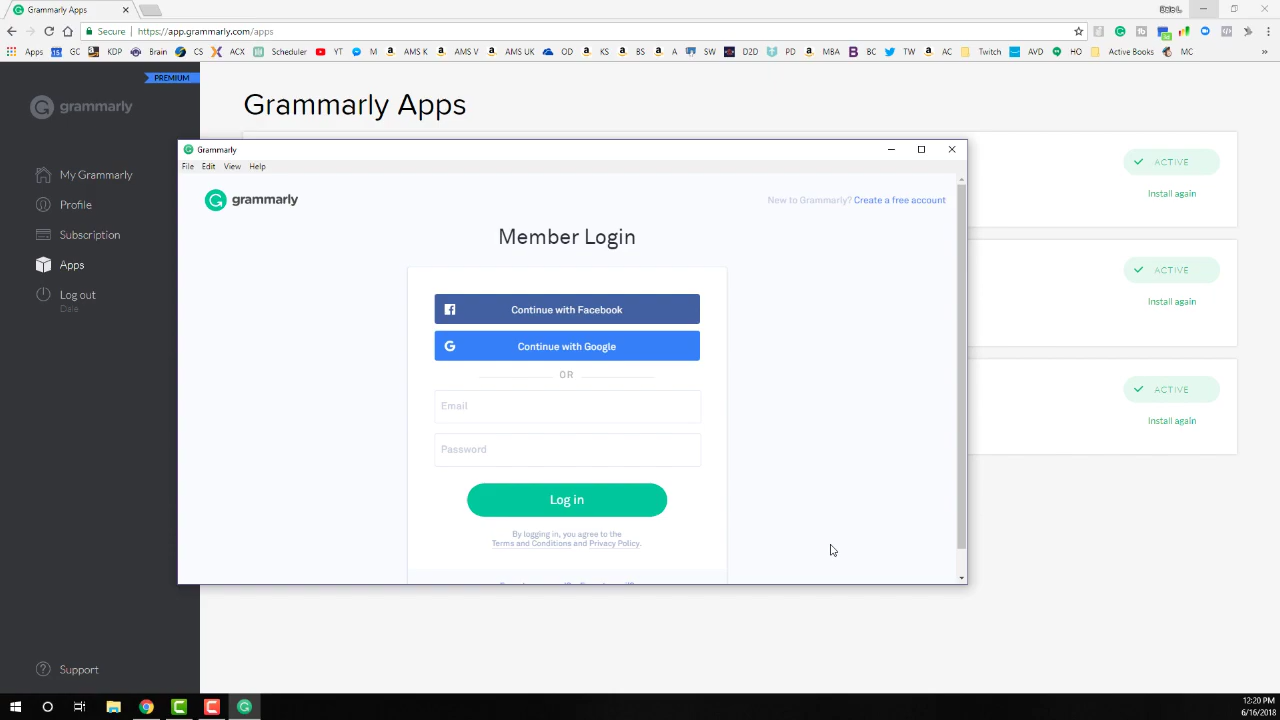 Grammarly Apps
Secure https://app.grammarly.com/apps
Apps GC KDP Brain CS ACX Scheduler YT M AMS K AMS V AMS UK OD KS BS A SW D2D PD MBA BC TW AC Twitch AVD HO Active Books MC »
PREMIUM
grammarly
My Grammarly
Profile
Subscription
Apps
Log out
Dale
Support
Grammarly Apps
ACTIVE
Install again
ACTIVE
Install again
ACTIVE
Install again
Grammarly
File Edit View Help
grammarly
New to Grammarly? Create a free account
Member Login
Continue with Facebook
Continue with Google
OR
Email
Password
Log in
By logging in, you agree to the
Terms and Conditions and Privacy Policy.
12:20 PM
6/16/2018